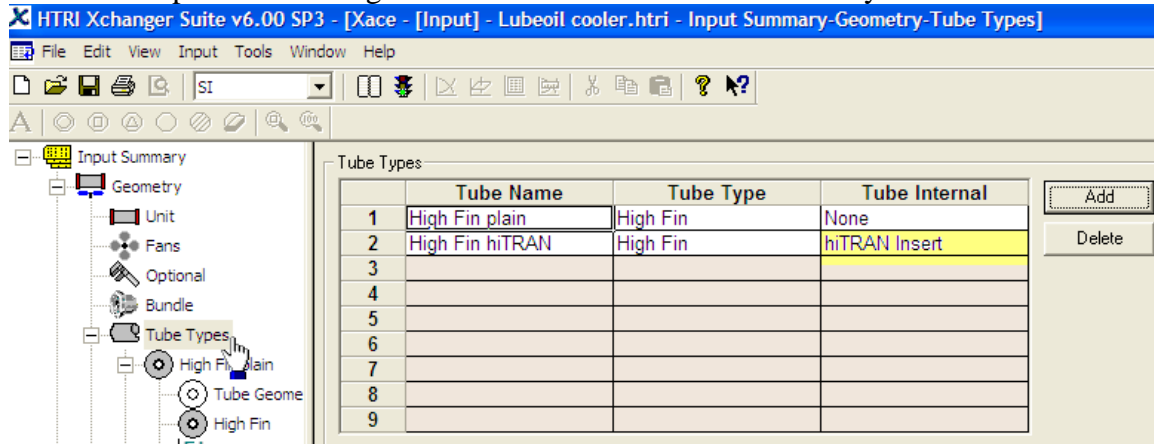 HTRI Xchanger Suite v6.00 SP3 - [Xace - [Input] - Lubeoil cooler.htri - Input Summary-Geometry-Tube Types]
File Edit View Input Tools Window Help
SI
Input Summary
Geometry
Unit
Fans
Optional
Bundle
Tube Types
High Fin plain
Tube Geome
High Fin
Tube Types
Tube Name Tube Type Tube Internal
1 High Fin plain High Fin None
2 High Fin hiTRAN High Fin hiTRAN Insert
3
4
5
6
7
8
9
Add
Delete